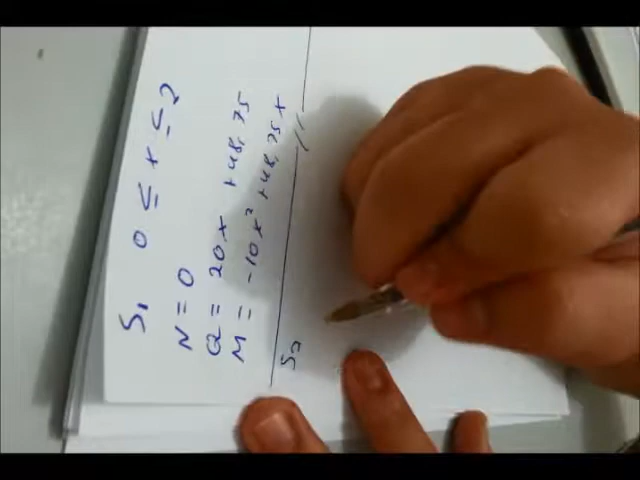 S1 0 ≤ x ≤ 2
N = 0
Q = 20x + 48,75
M = -10x² + 48,75x //
S2